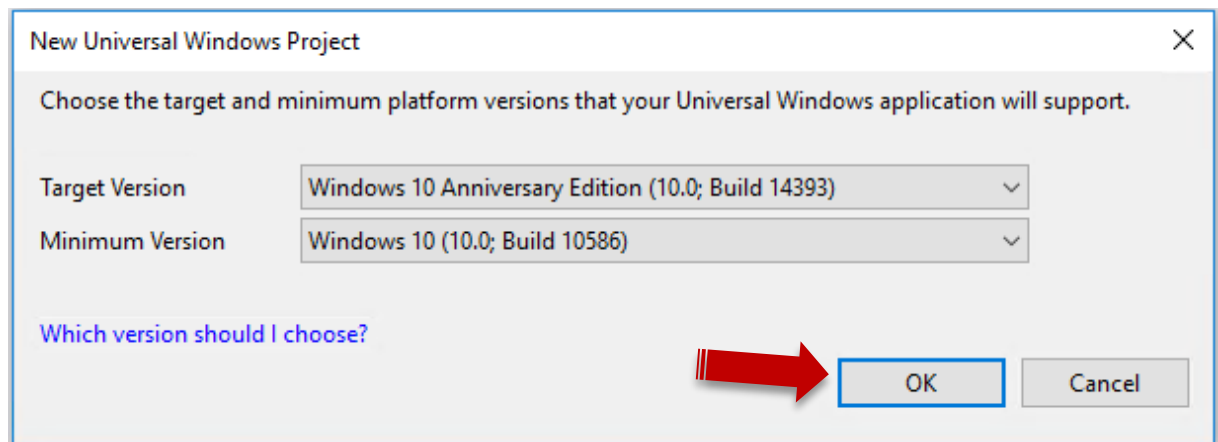 New Universal Windows Project
Choose the target and minimum platform versions that your Universal Windows application will support.
Target Version
Windows 10 Anniversary Edition (10.0; Build 14393)
Minimum Version
Windows 10 (10.0; Build 10586)
Which version should I choose?
OK
Cancel